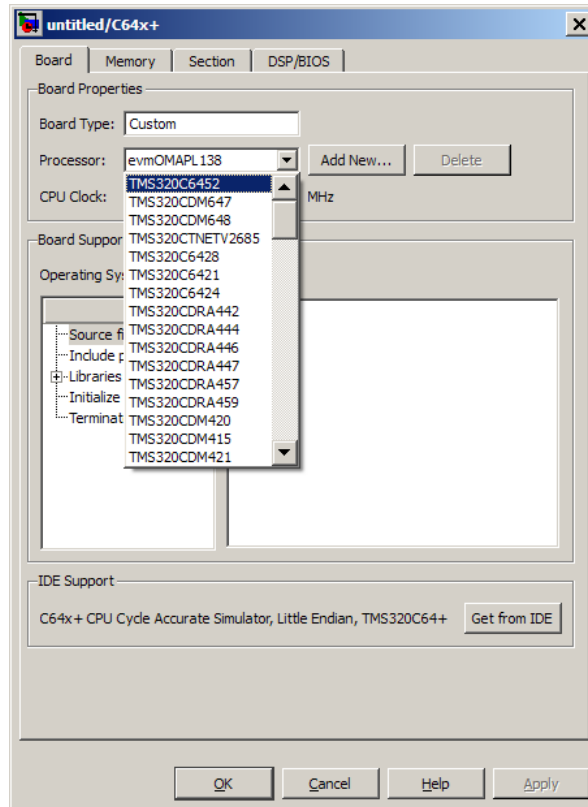 untitled/C64x+
Board Memory Section DSP/BIOS
Board Properties
Board Type: Custom
Processor: evmOMAPL138 Add New... Delete
CPU Clock: MHz
TMS320C6452
TMS320CDM647
TMS320CDM648
TMS320CTNETV2685
TMS320C6428
TMS320C6421
TMS320C6424
TMS320CDRA442
TMS320CDRA444
TMS320CDRA446
TMS320CDRA447
TMS320CDRA457
TMS320CDRA459
TMS320CDM420
TMS320CDM415
TMS320CDM421
Board Suppor
Operating Sy
Source fi
Include p
Libraries
Initialize
Terminat
IDE Support
C64x+ CPU Cycle Accurate Simulator, Little Endian, TMS320C64+ Get from IDE
OK Cancel Help Apply